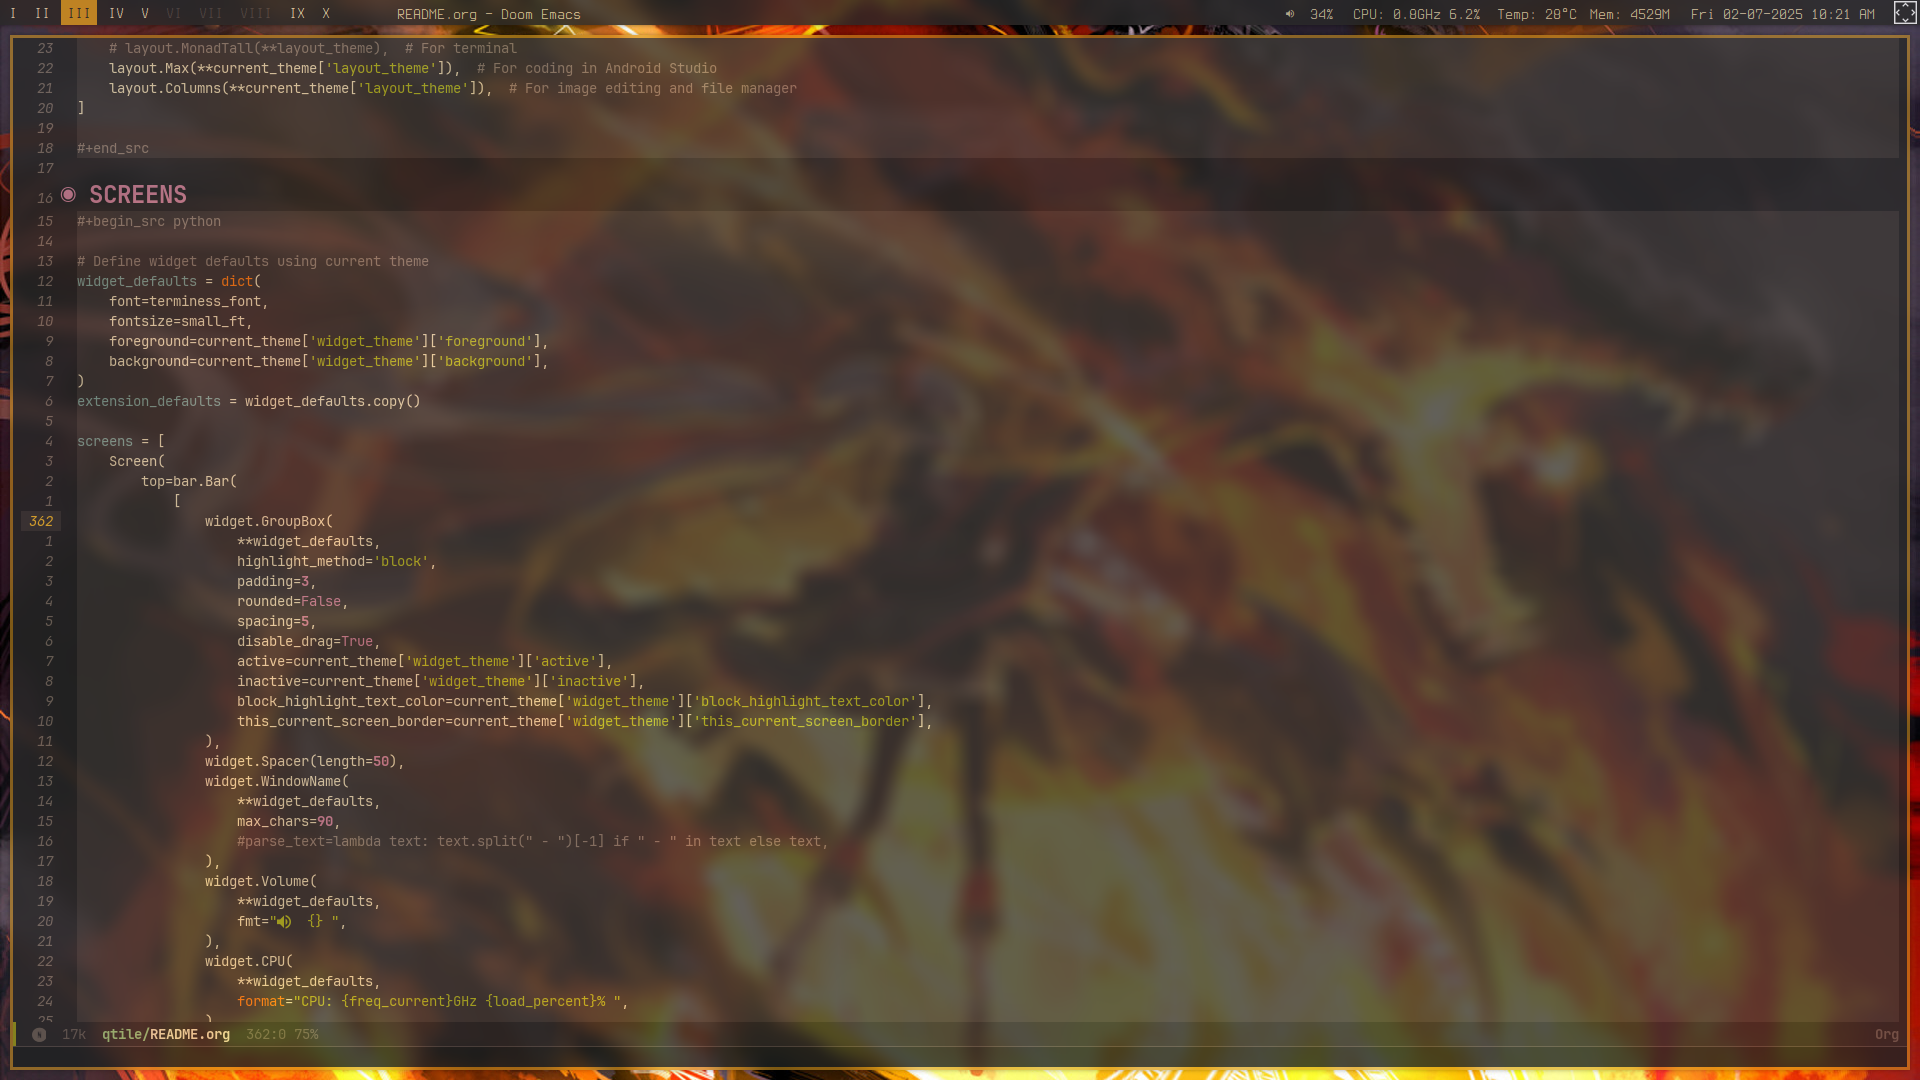 I II III IV V VI VII VIII IX X README.org - Doom Emacs 34% CPU: 0.8GHz 6.2% Temp: 28°C Mem: 4529M Fri 02-07-2025 10:21 AM
23 # layout.MonadTall(**layout_theme), # For terminal
22 layout.Max(**current_theme['layout_theme']), # For coding in Android Studio
21 layout.Columns(**current_theme['layout_theme']), # For image editing and file manager
20 ]
19
18 #+end_src
17
16 ◉ SCREENS
15 #+begin_src python
14
13 # Define widget defaults using current theme
12 widget_defaults = dict(
11 font=terminess_font,
10 fontsize=small_ft,
9 foreground=current_theme['widget_theme']['foreground'],
8 background=current_theme['widget_theme']['background'],
7 )
6 extension_defaults = widget_defaults.copy()
5
4 screens = [
3 Screen(
2 top=bar.Bar(
1 [
362 widget.GroupBox(
1 **widget_defaults,
2 highlight_method='block',
3 padding=3,
4 rounded=False,
5 spacing=5,
6 disable_drag=True,
7 active=current_theme['widget_theme']['active'],
8 inactive=current_theme['widget_theme']['inactive'],
9 block_highlight_text_color=current_theme['widget_theme']['block_highlight_text_color'],
10 this_current_screen_border=current_theme['widget_theme']['this_current_screen_border'],
11 ),
12 widget.Spacer(length=50),
13 widget.WindowName(
14 **widget_defaults,
15 max_chars=90,
16 #parse_text=lambda text: text.split(" - ")[-1] if " - " in text else text,
17 ),
18 widget.Volume(
19 **widget_defaults,
20 fmt="🔊 {} ",
21 ),
22 widget.CPU(
23 **widget_defaults,
24 format="CPU: {freq_current}GHz {load_percent}% ",
25 )
17k qtile/README.org 362:0 75% Org